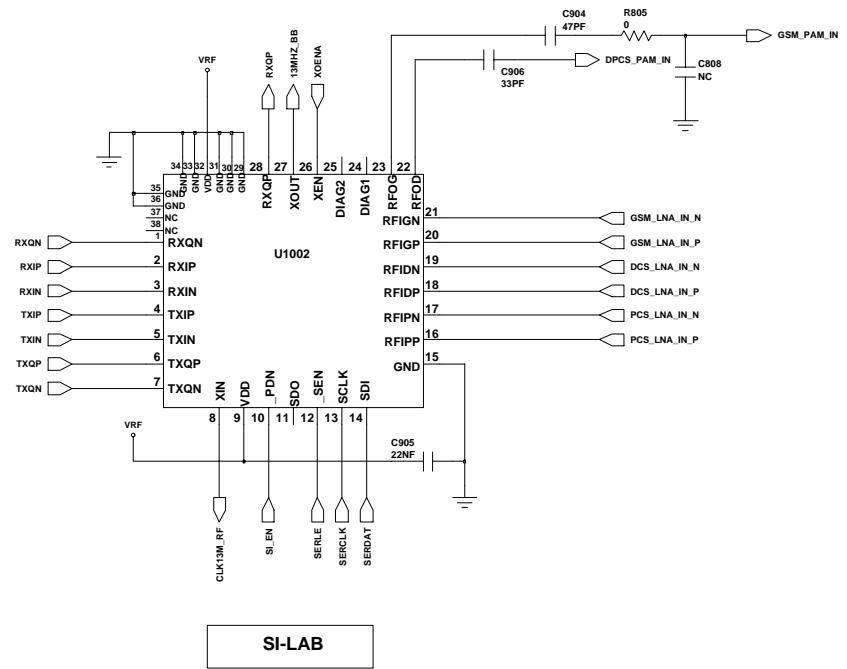 C904
47PF
R805
0
GSM_PAM_IN
C906
33PF
DPCS_PAM_IN
C808
NC
VRF
RXQP
13MHZ_BB
XOENA
34 33 32 31 30 29 28 27 26 25 24 23 22
GND GND VDD GND GND GND RXQP XOUT XEN DIAG2 DIAG1 RFOG RFOD
35 GND
36 GND
37 NC
38 NC
U1002
RXQN 1 RXQN
RXIP 2 RXIP
RXIN 3 RXIN
TXIP 4 TXIP
TXIN 5 TXIN
TXQP 6 TXQP
TXQN 7 TXQN
RFIGN 21 GSM_LNA_IN_N
RFIGP 20 GSM_LNA_IN_P
RFIDN 19 DCS_LNA_IN_N
RFIDP 18 DCS_LNA_IN_P
RFIPN 17 PCS_LNA_IN_N
RFIPP 16 PCS_LNA_IN_P
GND 15
XIN VDD _PDN SDO _SEN SCLK SDI
8 9 10 11 12 13 14
VRF
C905
22NF
CLK13M_RF
SI_EN
SERLE
SERCLK
SERDAT
SI-LAB